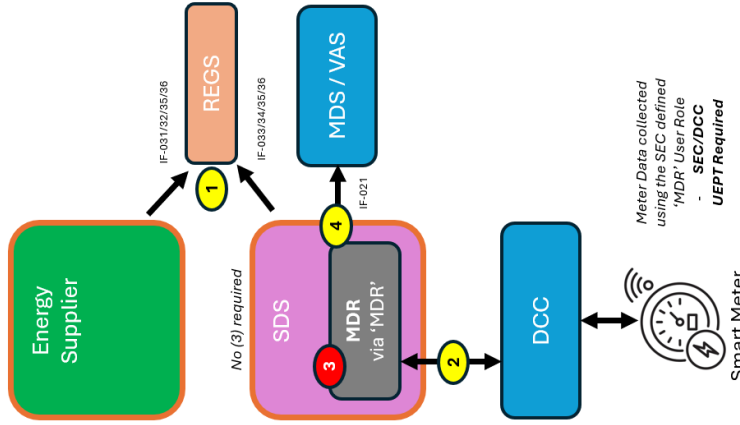 Energy
Supplier
IF-031/32/35/36
REGS
IF-033/34/35/36
1
No (3) required
SDS
MDR
via ‘MDR’
3
4
IF-021
MDS / VAS
2
DCC
Smart Meter
Meter Data collected
using the SEC defined
‘MDR’ User Role
- SEC/DCC
UEPT Required